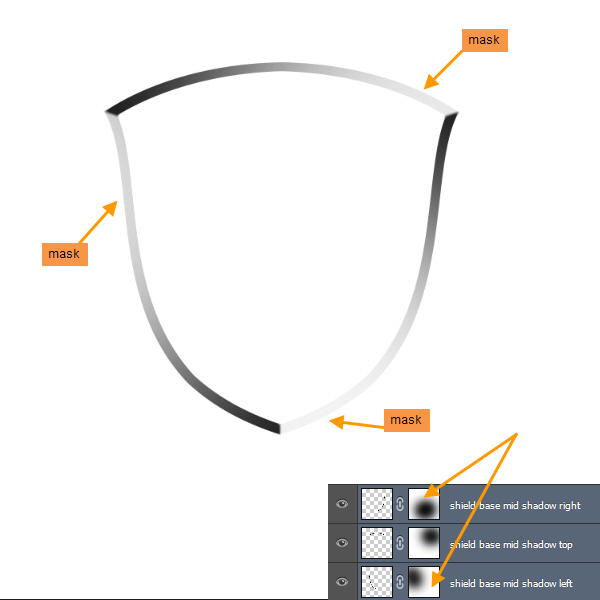 mask
mask
mask
shield base mid shadow right
shield base mid shadow top
shield base mid shadow left